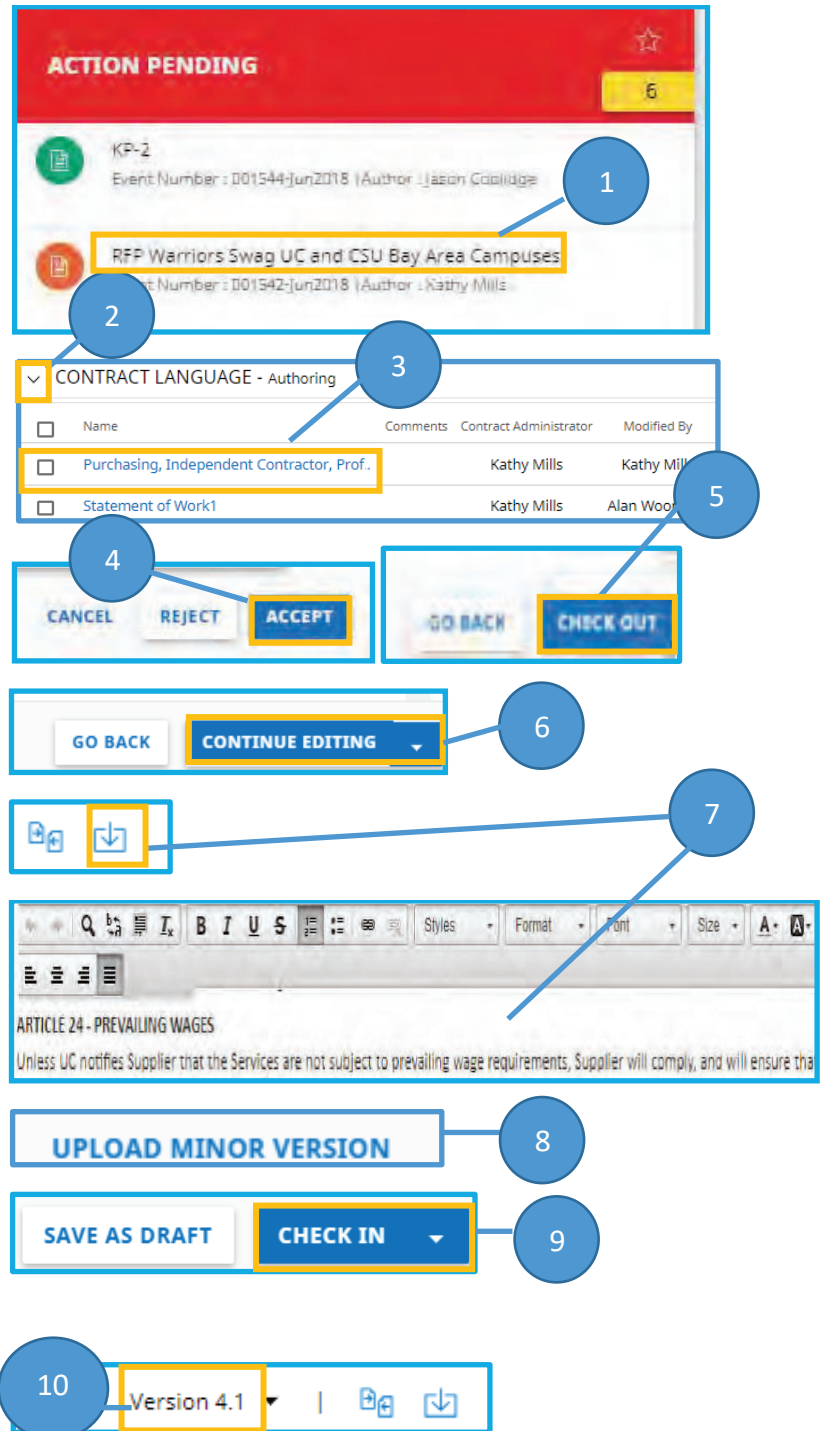 ACTION PENDING
6
KP-2
Event Number : 001544-Jun2018 | Author : Jason Coolidge
1
RFP Warriors Swag UC and CSU Bay Area Campuses
Number : 001542-Jun2018 | Author : Kathy Mills
2
CONTRACT LANGUAGE - Authoring
3
Name Comments Contract Administrator Modified By
Purchasing, Independent Contractor, Prof.. Kathy Mills Kathy Mill
Statement of Work1 Kathy Mills Alan Woo
5
4
CANCEL REJECT ACCEPT
GO BACK CHECK OUT
GO BACK CONTINUE EDITING
6
7
B I U S Styles Format Font Size A A
ARTICLE 24 - PREVAILING WAGES
Unless UC notifies Supplier that the Services are not subject to prevailing wage requirements, Supplier will comply, and will ensure tha
UPLOAD MINOR VERSION
8
SAVE AS DRAFT CHECK IN
9
10
Version 4.1 |